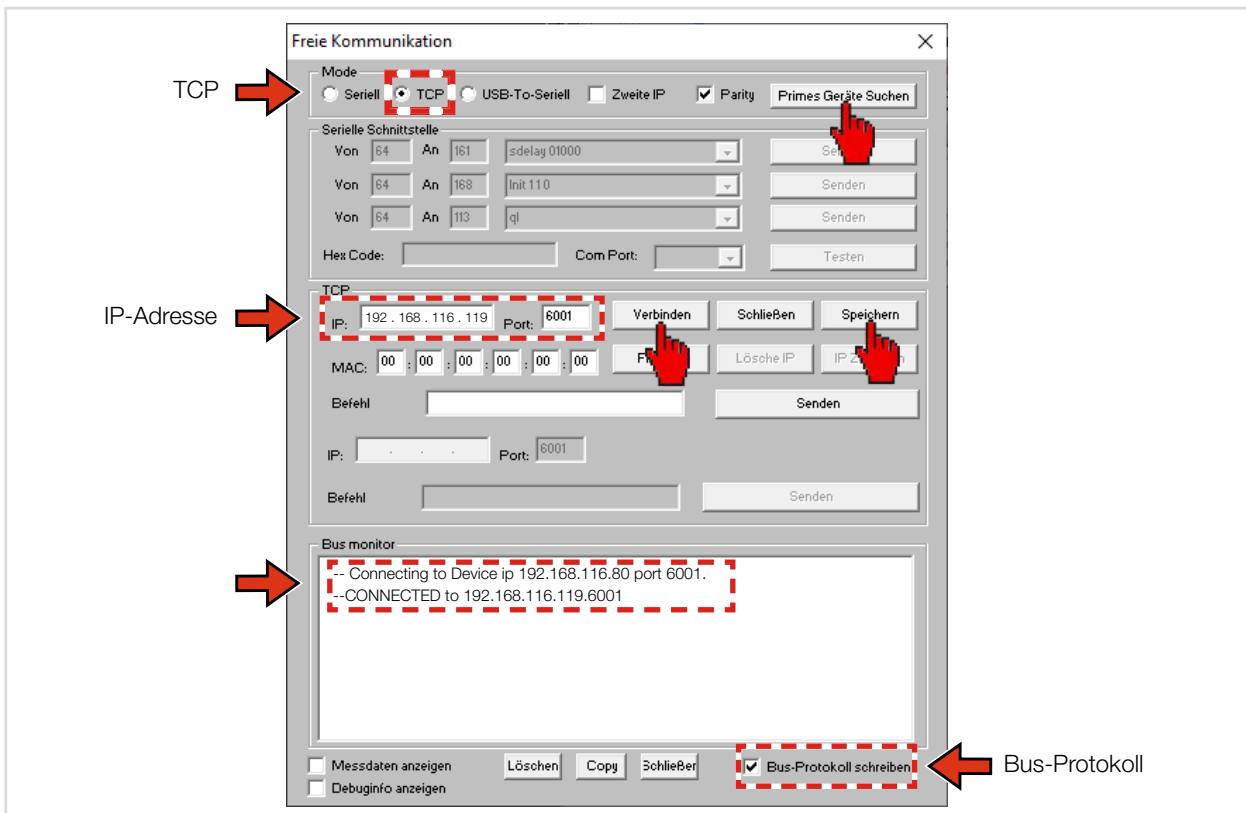 Freie Kommunikation
Mode
TCP
Seriell TCP USB-To-Seriell Zweite IP Parity Primes Geräte Suchen
Serielle Schnittstelle
Von 64 An 161 sdelay 01000
Von 64 An 168 Init 110 Senden
Von 64 An 113 ql Senden
Hex Code: Com Port: Testen
TCP
IP-Adresse
IP: 192 . 168 . 116 . 119 Port: 6001 Verbinden Schließen Speichern
MAC: 00 : 00 : 00 : 00 : 00 : 00 Lösche IP
Befehl Senden
IP: . . . Port: 6001
Befehl Senden
Bus monitor
-- Connecting to Device ip 192.168.116.80 port 6001.
--CONNECTED to 192.168.116.119.6001
Messdaten anzeigen Löschen Copy Schließer Bus-Protokoll schreiben
Bus-Protokoll
Debuginfo anzeigen